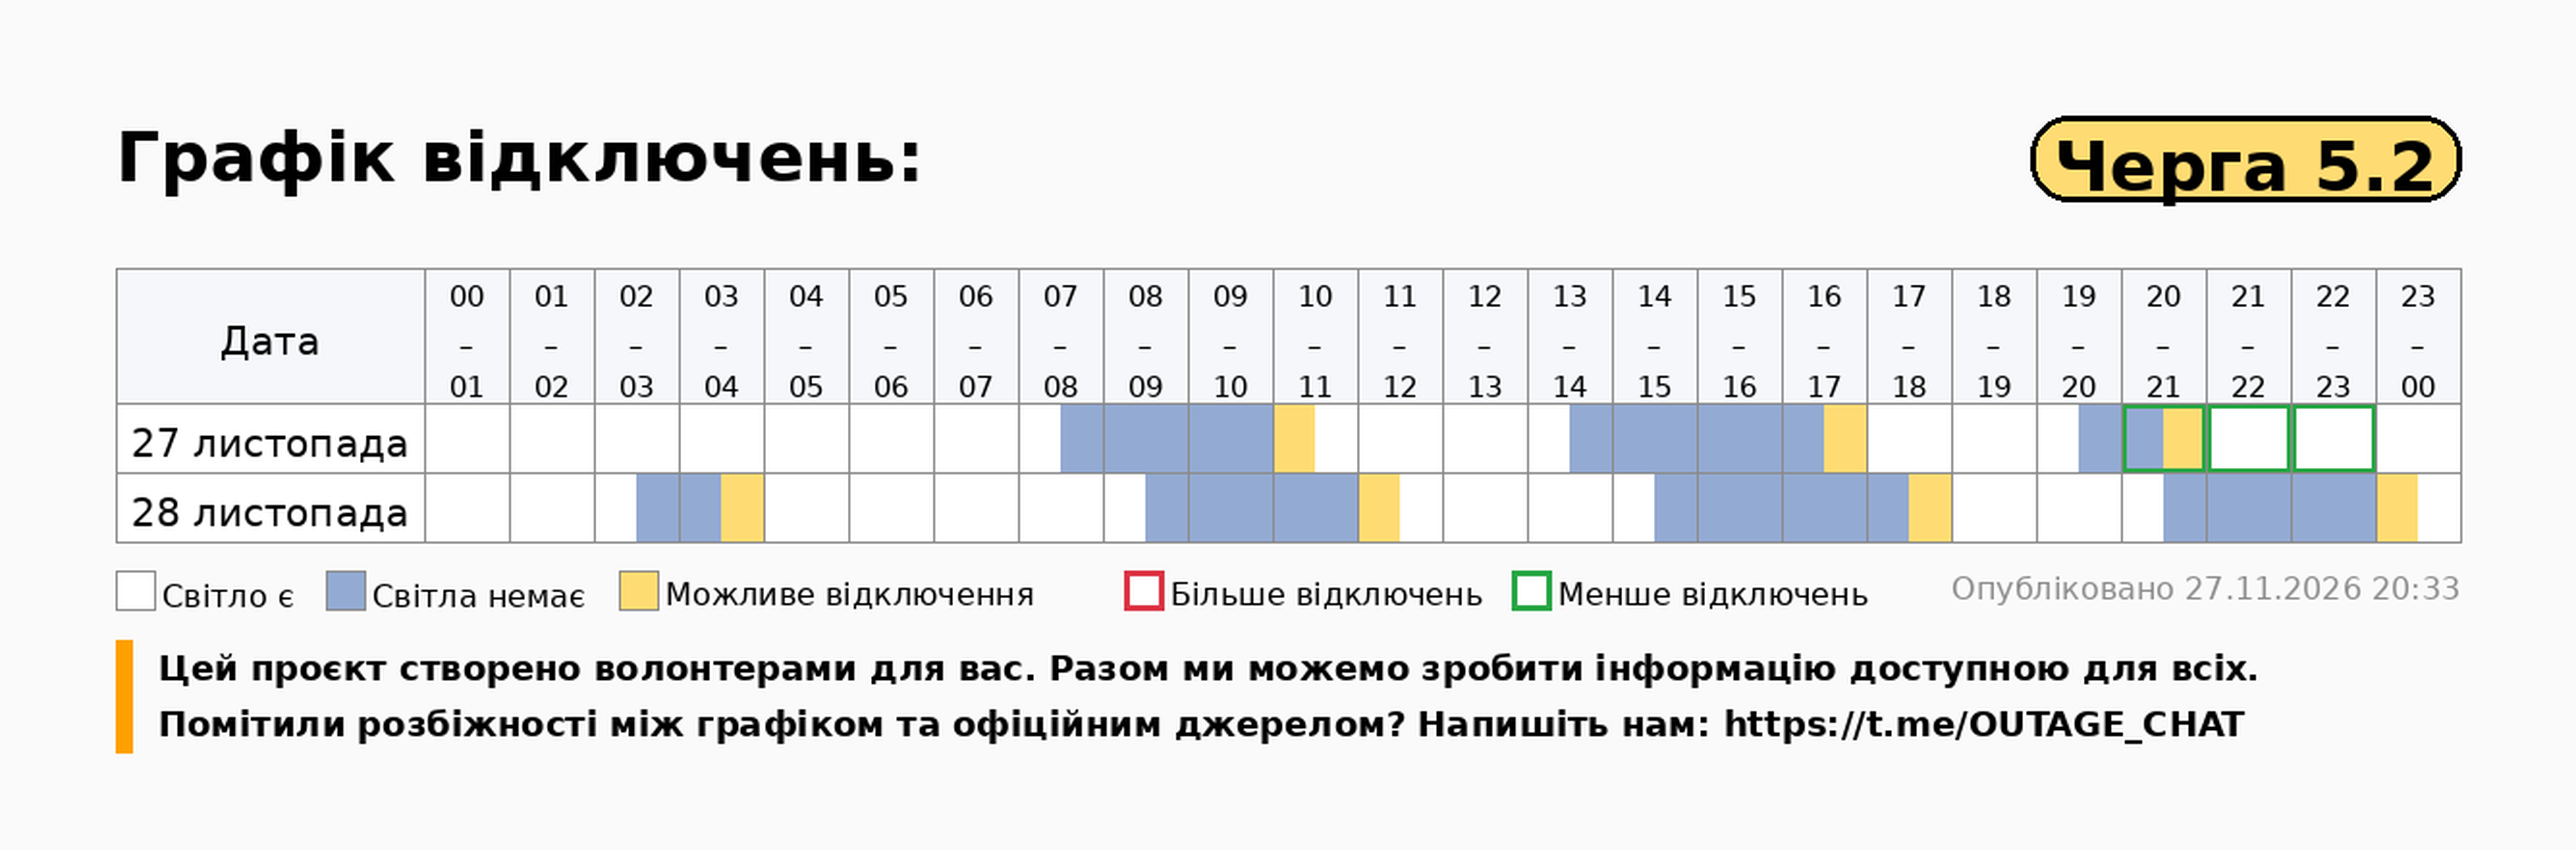 Графік відключень:
Черга 5.2
Дата
00 – 01
01 – 02
02 – 03
03 – 04
04 – 05
05 – 06
06 – 07
07 – 08
08 – 09
09 – 10
10 – 11
11 – 12
12 – 13
13 – 14
14 – 15
15 – 16
16 – 17
17 – 18
18 – 19
19 – 20
20 – 21
21 – 22
22 – 23
23 – 00
27 листопада
28 листопада
Світло є
Світла немає
Можливе відключення
Більше відключень
Менше відключень
Опубліковано 27.11.2026 20:33
Цей проєкт створено волонтерами для вас. Разом ми можемо зробити інформацію доступною для всіх.
Помітили розбіжності між графіком та офіційним джерелом? Напишіть нам: https://t.me/OUTAGE_CHAT